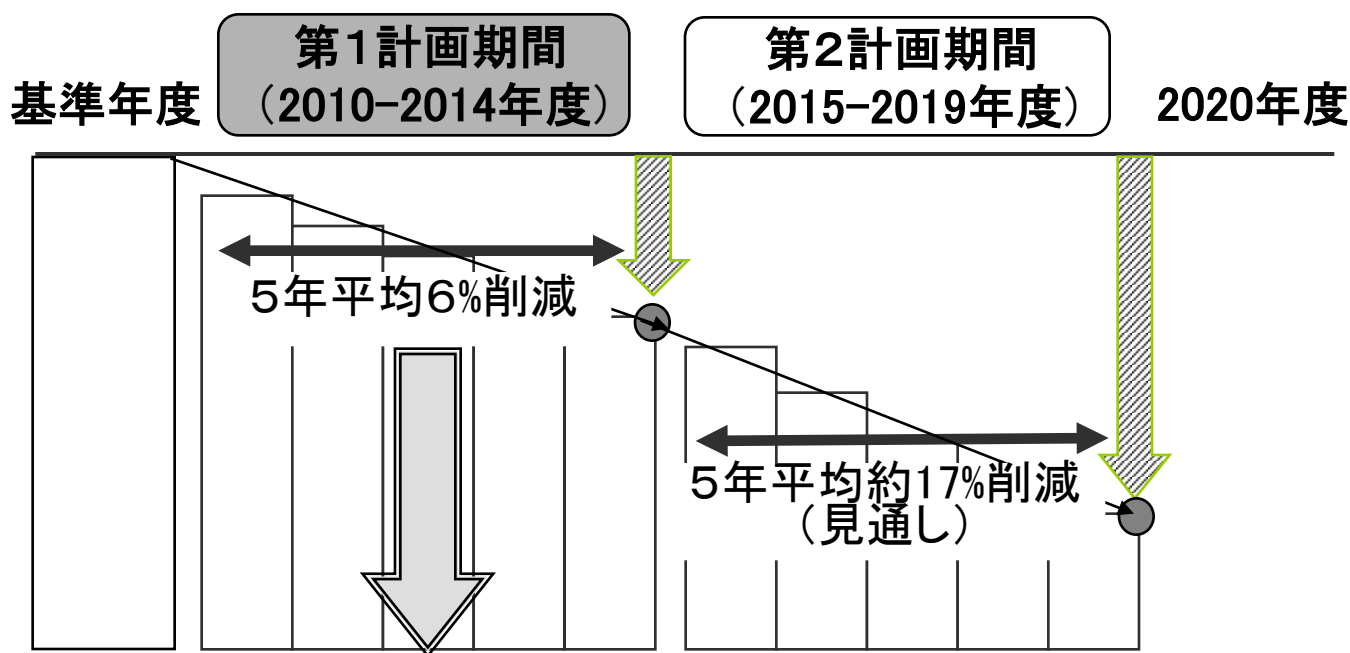 基準年度
第1計画期間
（2010-2014年度）
第2計画期間
（2015-2019年度）
2020年度
５年平均６%削減
５年平均約17%削減
（見通し）